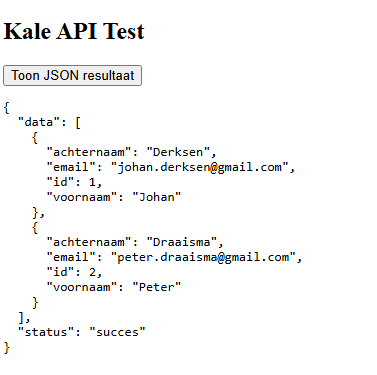 Kale API Test
Toon JSON resultaat
{
  "data": [
    {
      "achternaam": "Derksen",
      "email": "johan.derksen@gmail.com",
      "id": 1,
      "voornaam": "Johan"
    },
    {
      "achternaam": "Draaisma",
      "email": "peter.draaisma@gmail.com",
      "id": 2,
      "voornaam": "Peter"
    }
  ],
  "status": "succes"
}